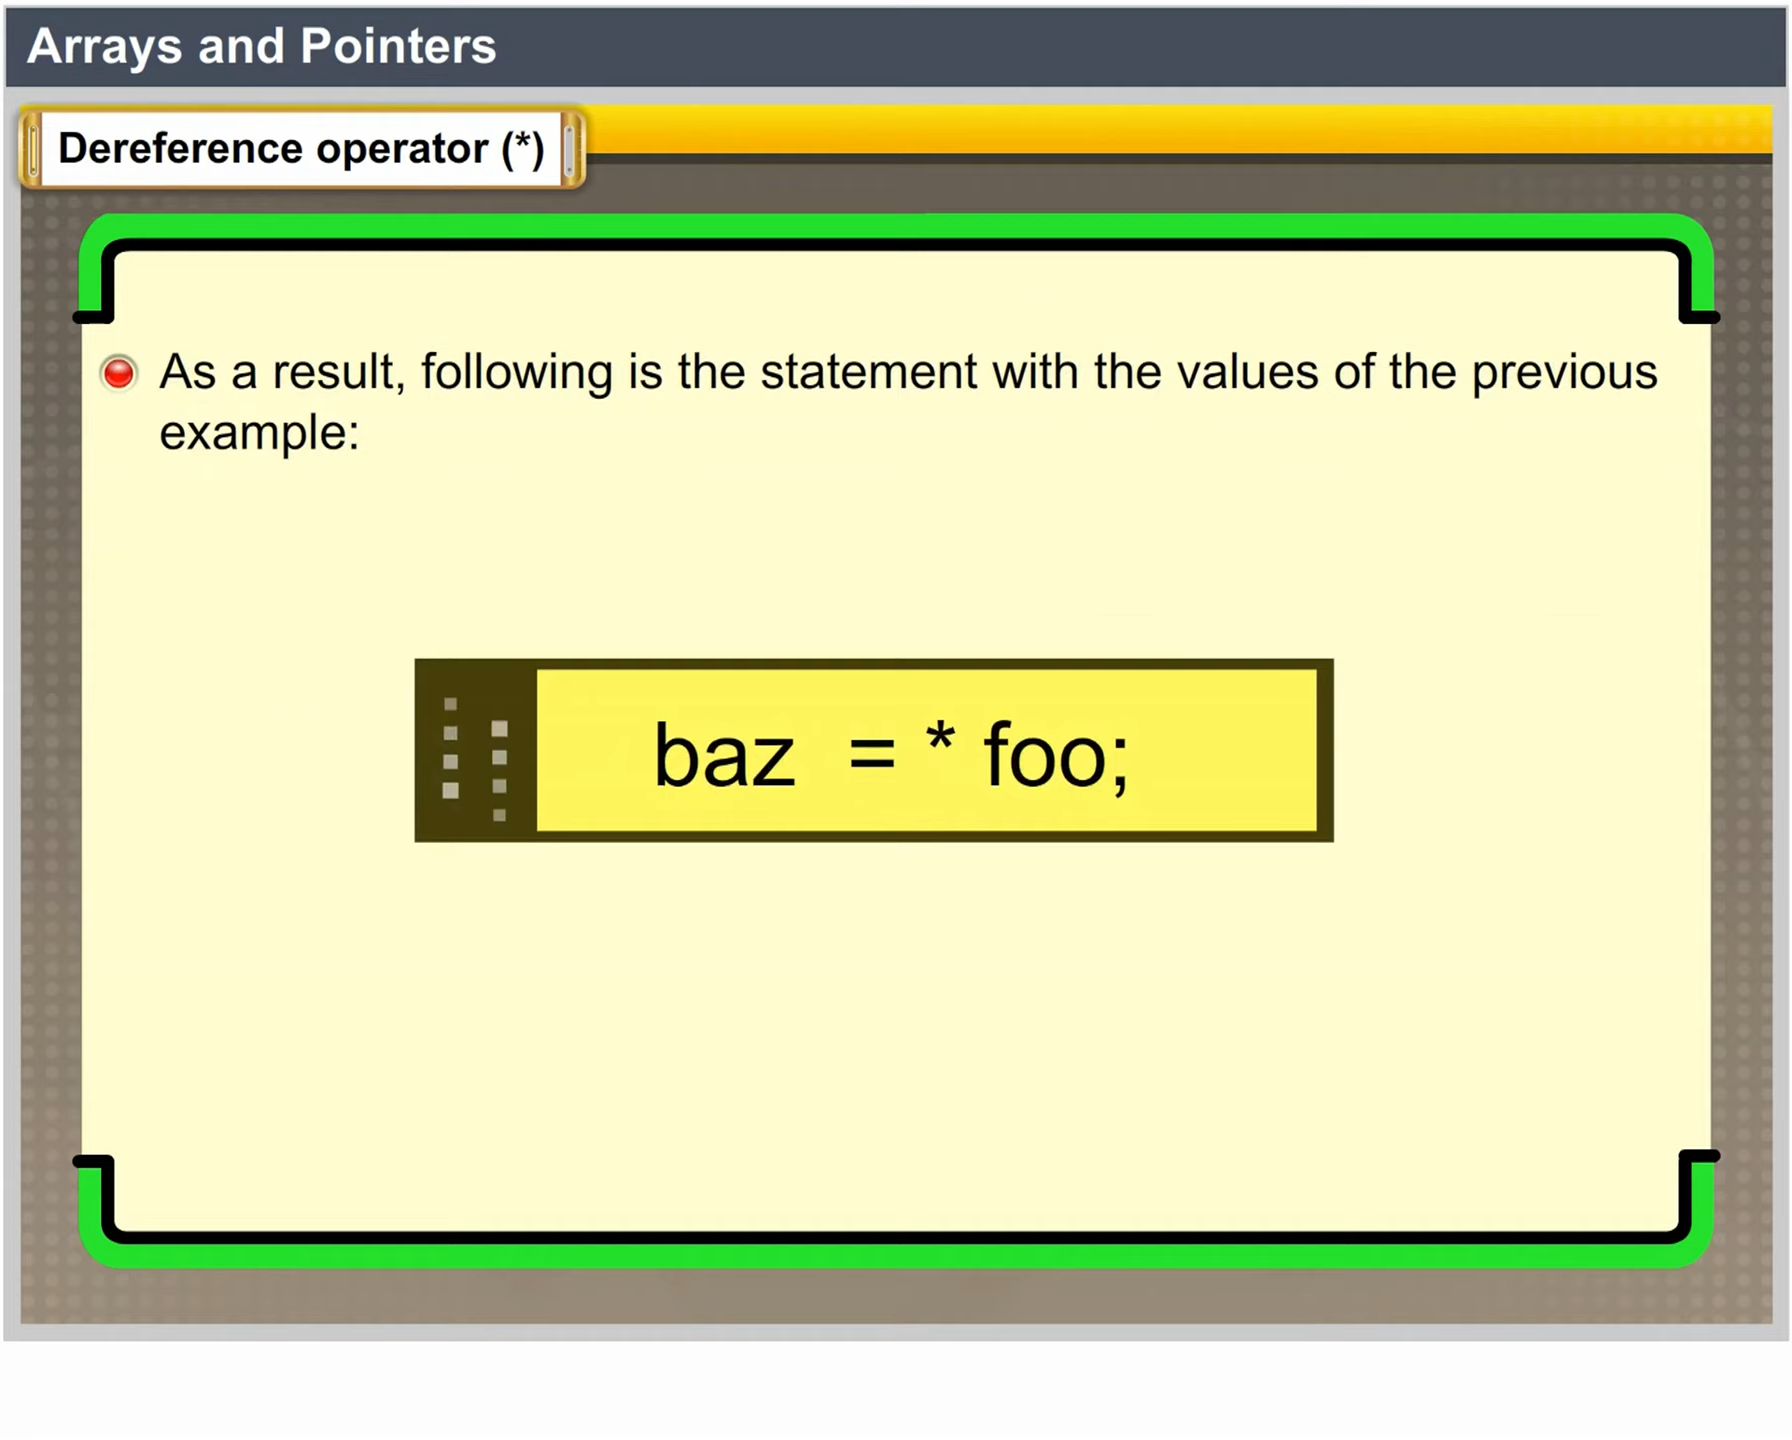 Arrays and Pointers
Dereference operator (*)
As a result, following is the statement with the values of the previous
example:
baz = * foo;